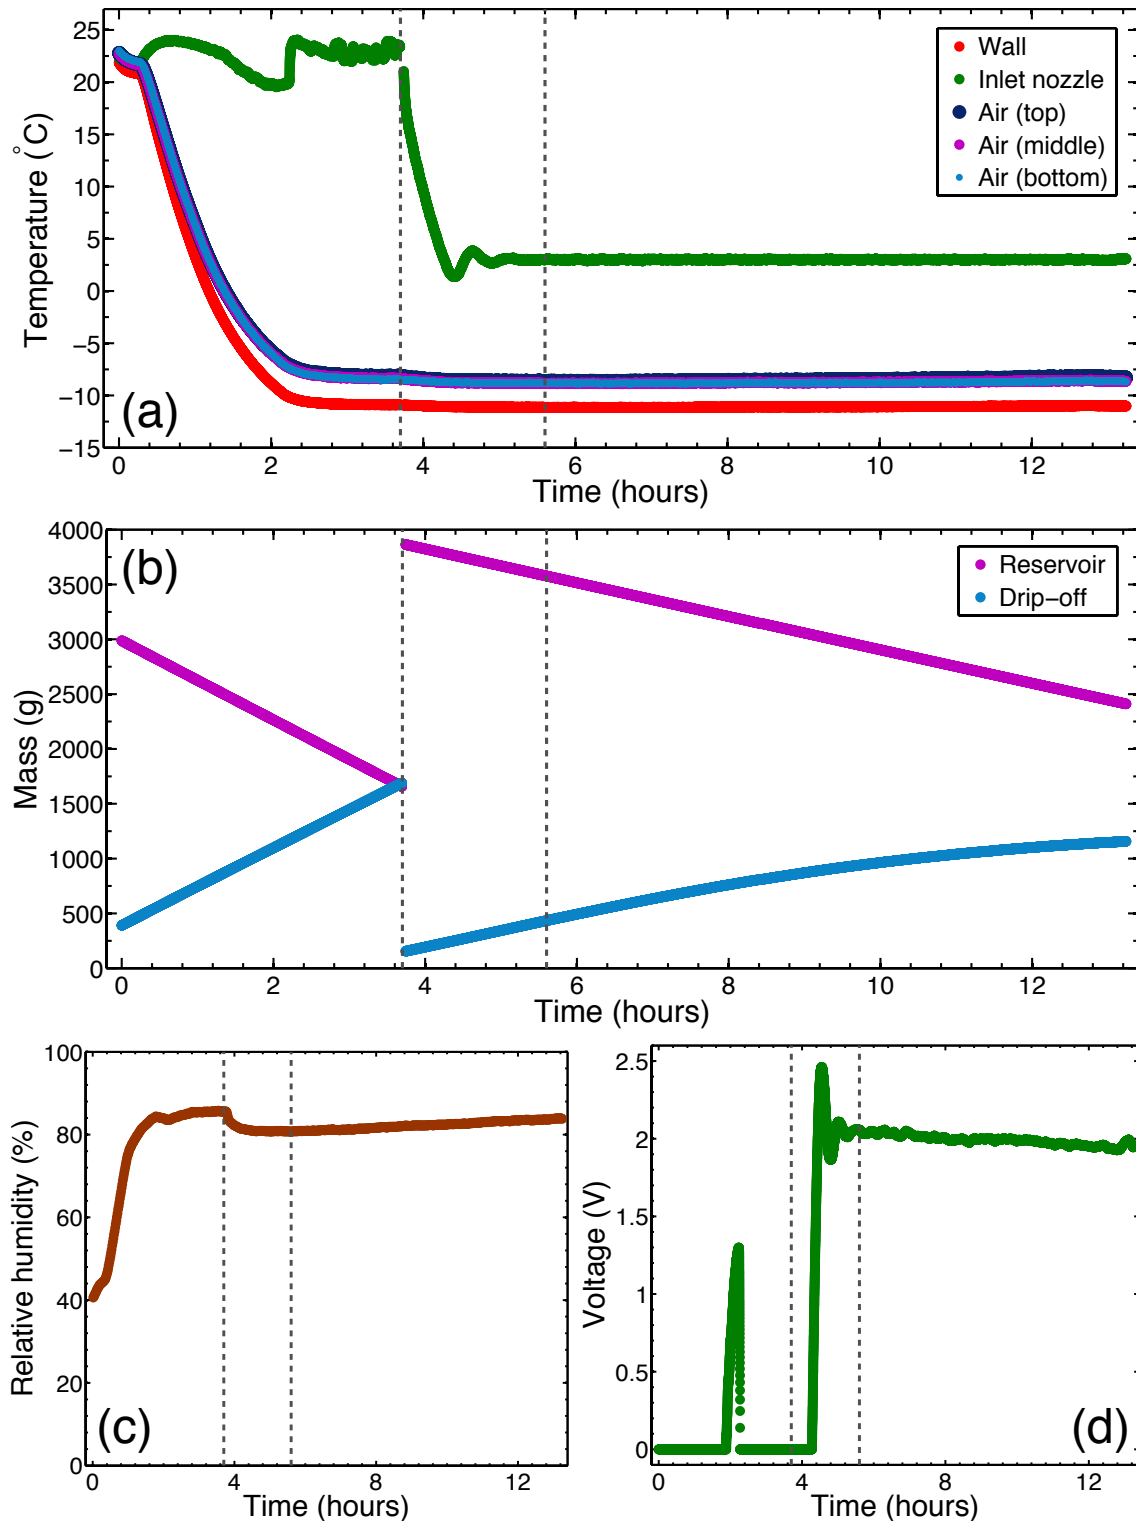 25
20
15
10
5
0
−5
−10
−15
Temperature (°C)
Wall
Inlet nozzle
Air (top)
Air (middle)
Air (bottom)
(a)
0 2 4 6 8 10 12
Time (hours)
4000
3500
3000
2500
2000
1500
1000
500
0
Mass (g)
(b)
Reservoir
Drip−off
0 2 4 6 8 10 12
Time (hours)
100
80
60
40
20
0
Relative humidity (%)
(c)
0 4 8 12
Time (hours)
2.5
2
1.5
1
0.5
0
Voltage (V)
(d)
0 4 8 12
Time (hours)